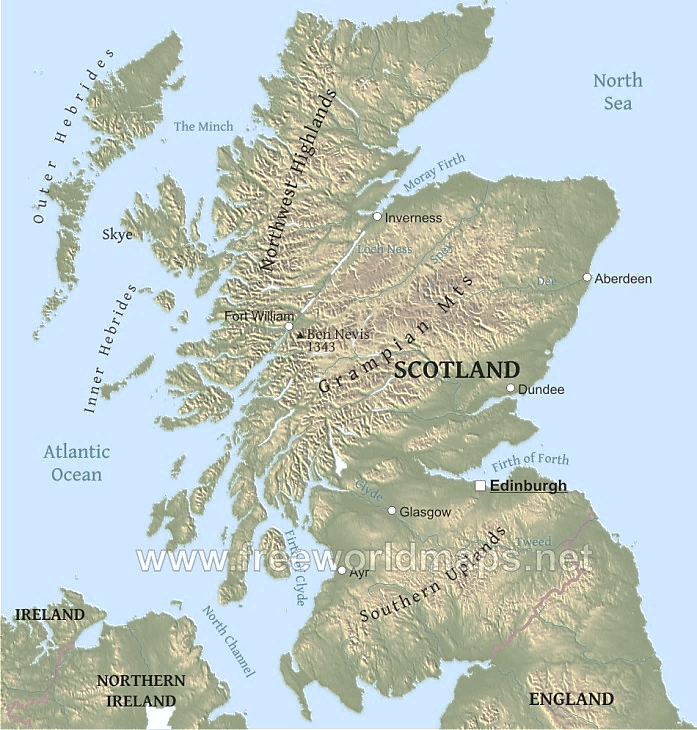 North
Sea
Outer Hebrides
The Minch
Northwest Highlands
Moray Firth
Skye
Inverness
Loch Ness
Spey
Dee
Aberdeen
Inner Hebrides
Fort William
Ben Nevis
1343
Grampian Mts
SCOTLAND
Dundee
Atlantic
Ocean
Firth of Forth
Clyde
Edinburgh
Glasgow
Tweed
www.freeworldmaps.net
Firth of Clyde
Ayr
Southern Uplends
IRELAND
North Channel
NORTHERN
IRELAND
ENGLAND